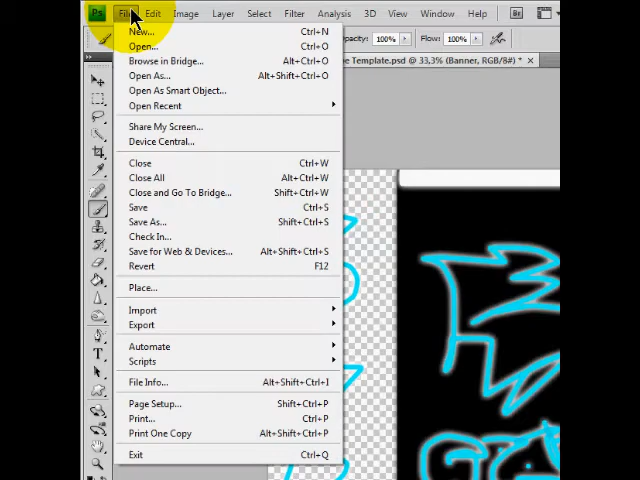 Ps File Edit Image Layer Select Filter Analysis 3D View Window Help Br
Opacity: 100% Flow: 100%
e Template.psd @ 33,3% (Banner, RGB/8#) *
New... Ctrl+N
Open... Ctrl+O
Browse in Bridge... Alt+Ctrl+O
Open As... Alt+Shift+Ctrl+O
Open As Smart Object...
Open Recent
Share My Screen...
Device Central...
Close Ctrl+W
Close All Alt+Ctrl+W
Close and Go To Bridge... Shift+Ctrl+W
Save Ctrl+S
Save As... Shift+Ctrl+S
Check In...
Save for Web & Devices... Alt+Shift+Ctrl+S
Revert F12
Place...
Import
Export
Automate
Scripts
File Info... Alt+Shift+Ctrl+I
Page Setup... Shift+Ctrl+P
Print... Ctrl+P
Print One Copy Alt+Shift+Ctrl+P
Exit Ctrl+Q